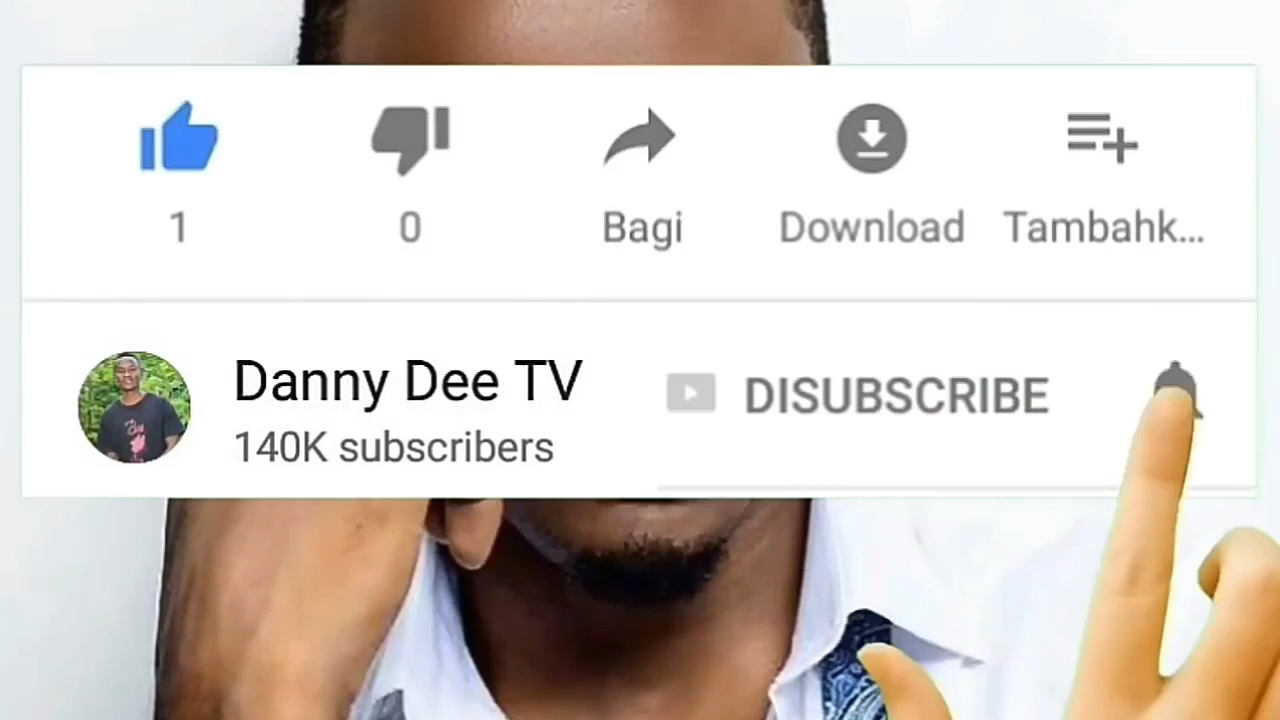 1
0
Bagi
Download
Tambahk...
Danny Dee TV
140K subscribers
DISUBSCRIBE